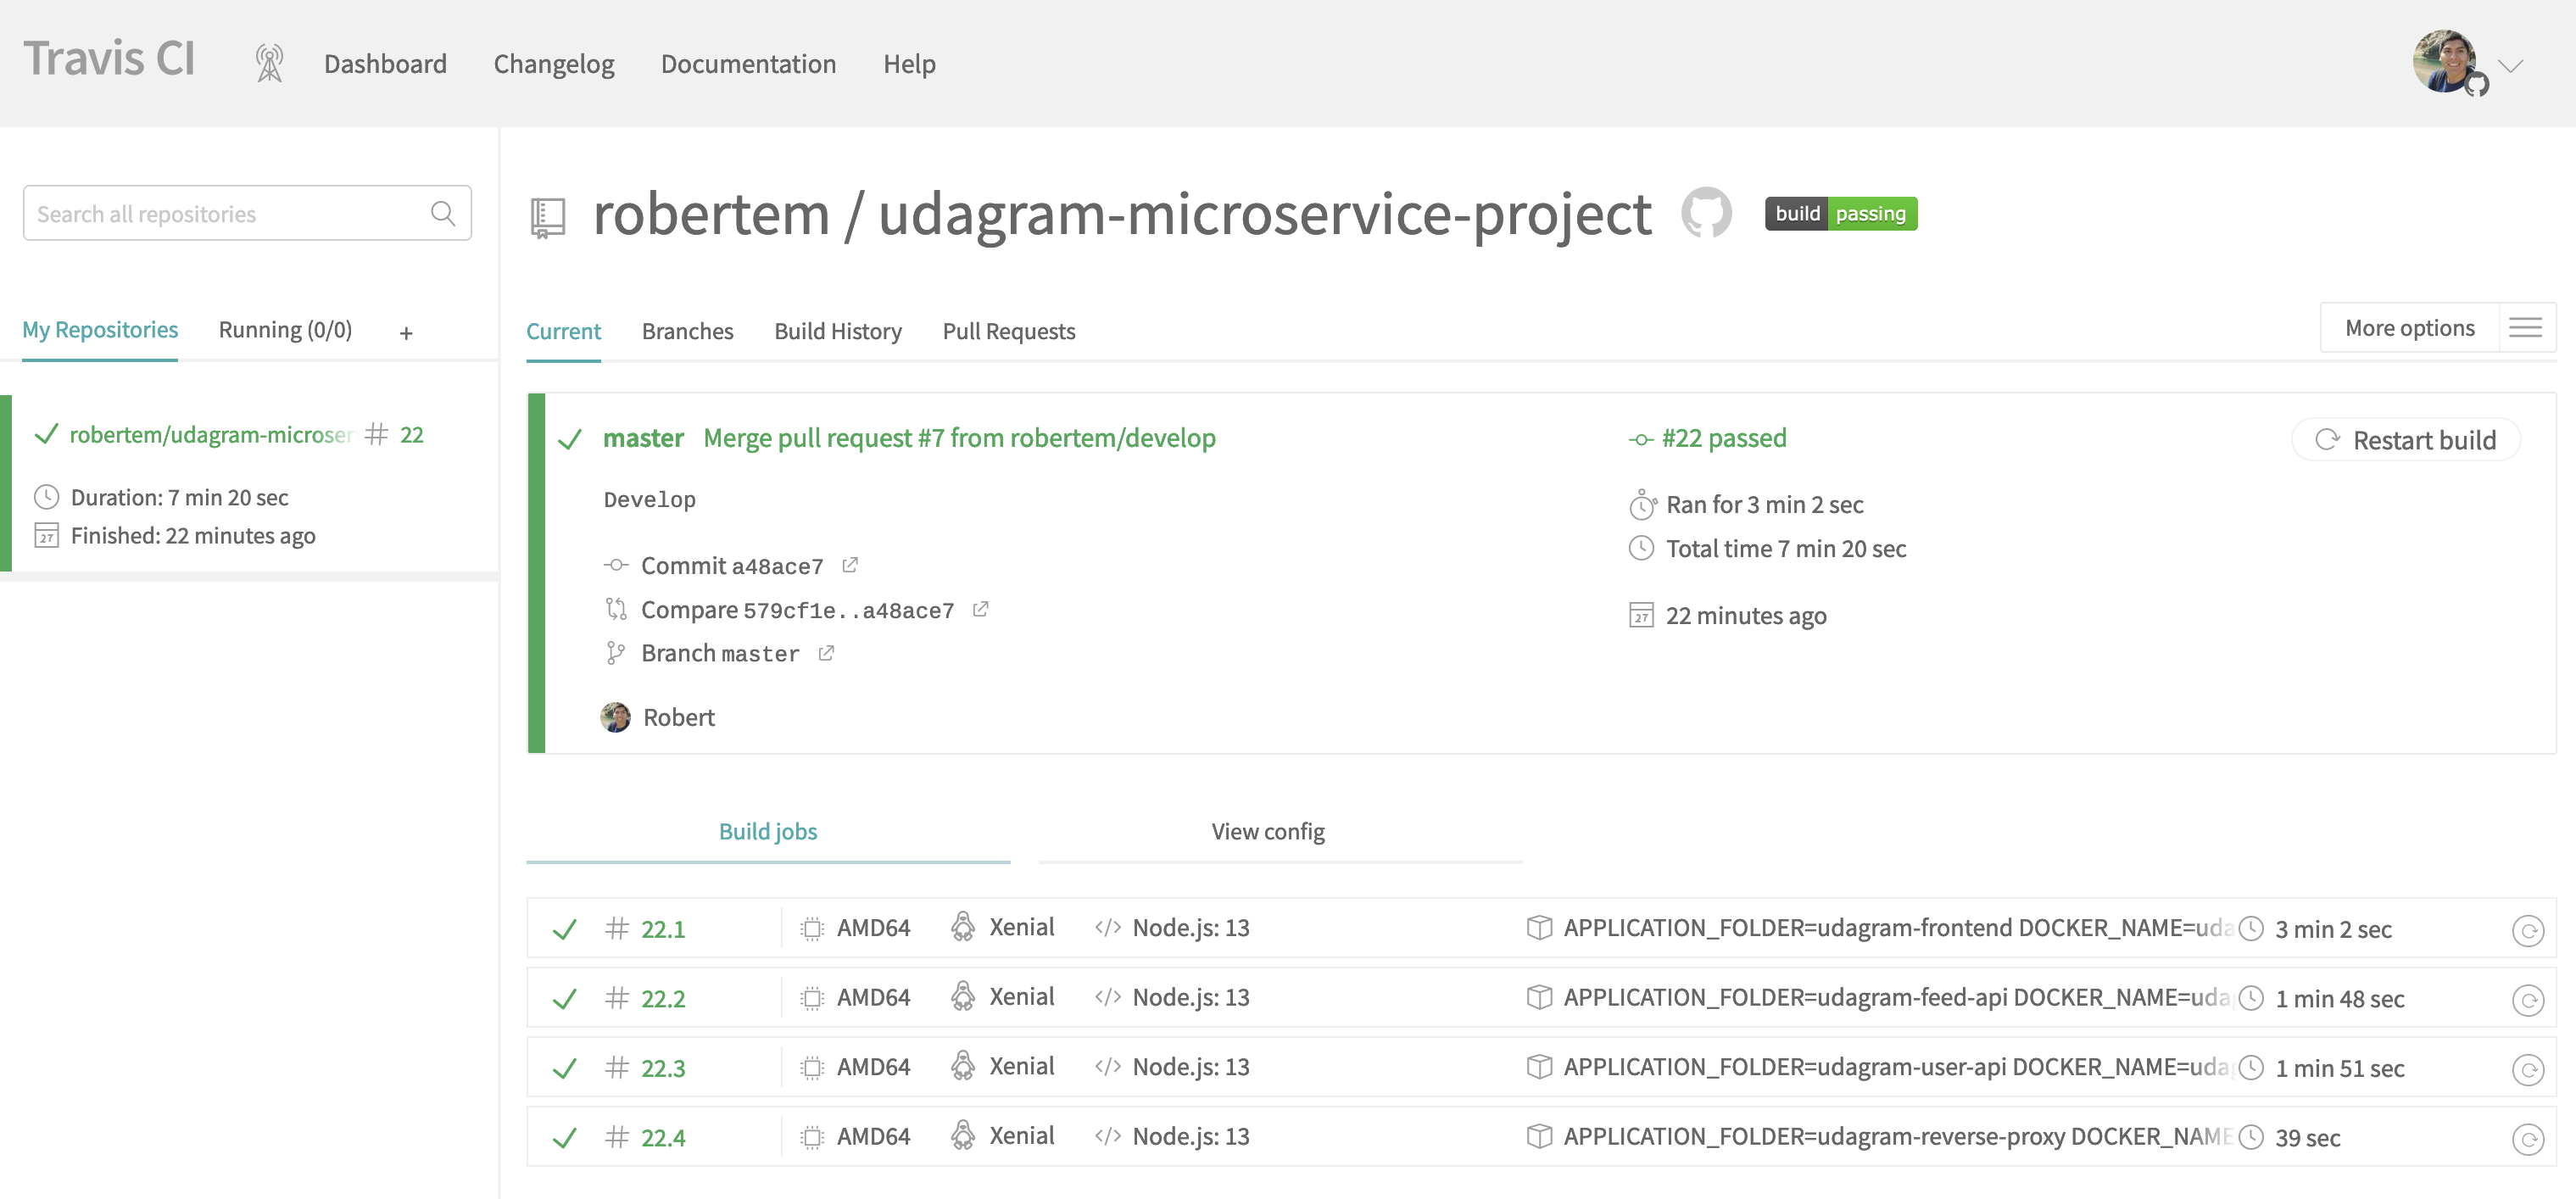 Travis CI
Dashboard
Changelog
Documentation
Help
Search all repositories
My Repositories
Running (0/0)
+
robertem/udagram-microser
# 22
Duration: 7 min 20 sec
27
Finished: 22 minutes ago
robertem / udagram-microservice-project
build passing
Current
Branches
Build History
Pull Requests
More options
master Merge pull request #7 from robertem/develop
Develop
Commit a48ace7
Compare 579cf1e..a48ace7
Branch master
Robert
#22 passed
Ran for 3 min 2 sec
Total time 7 min 20 sec
27
22 minutes ago
Restart build
Build jobs
View config
# 22.1 AMD64 Xenial </> Node.js: 13 APPLICATION_FOLDER=udagram-frontend DOCKER_NAME=uda 3 min 2 sec
# 22.2 AMD64 Xenial </> Node.js: 13 APPLICATION_FOLDER=udagram-feed-api DOCKER_NAME=udag 1 min 48 sec
# 22.3 AMD64 Xenial </> Node.js: 13 APPLICATION_FOLDER=udagram-user-api DOCKER_NAME=udag 1 min 51 sec
# 22.4 AMD64 Xenial </> Node.js: 13 APPLICATION_FOLDER=udagram-reverse-proxy DOCKER_NAME 39 sec